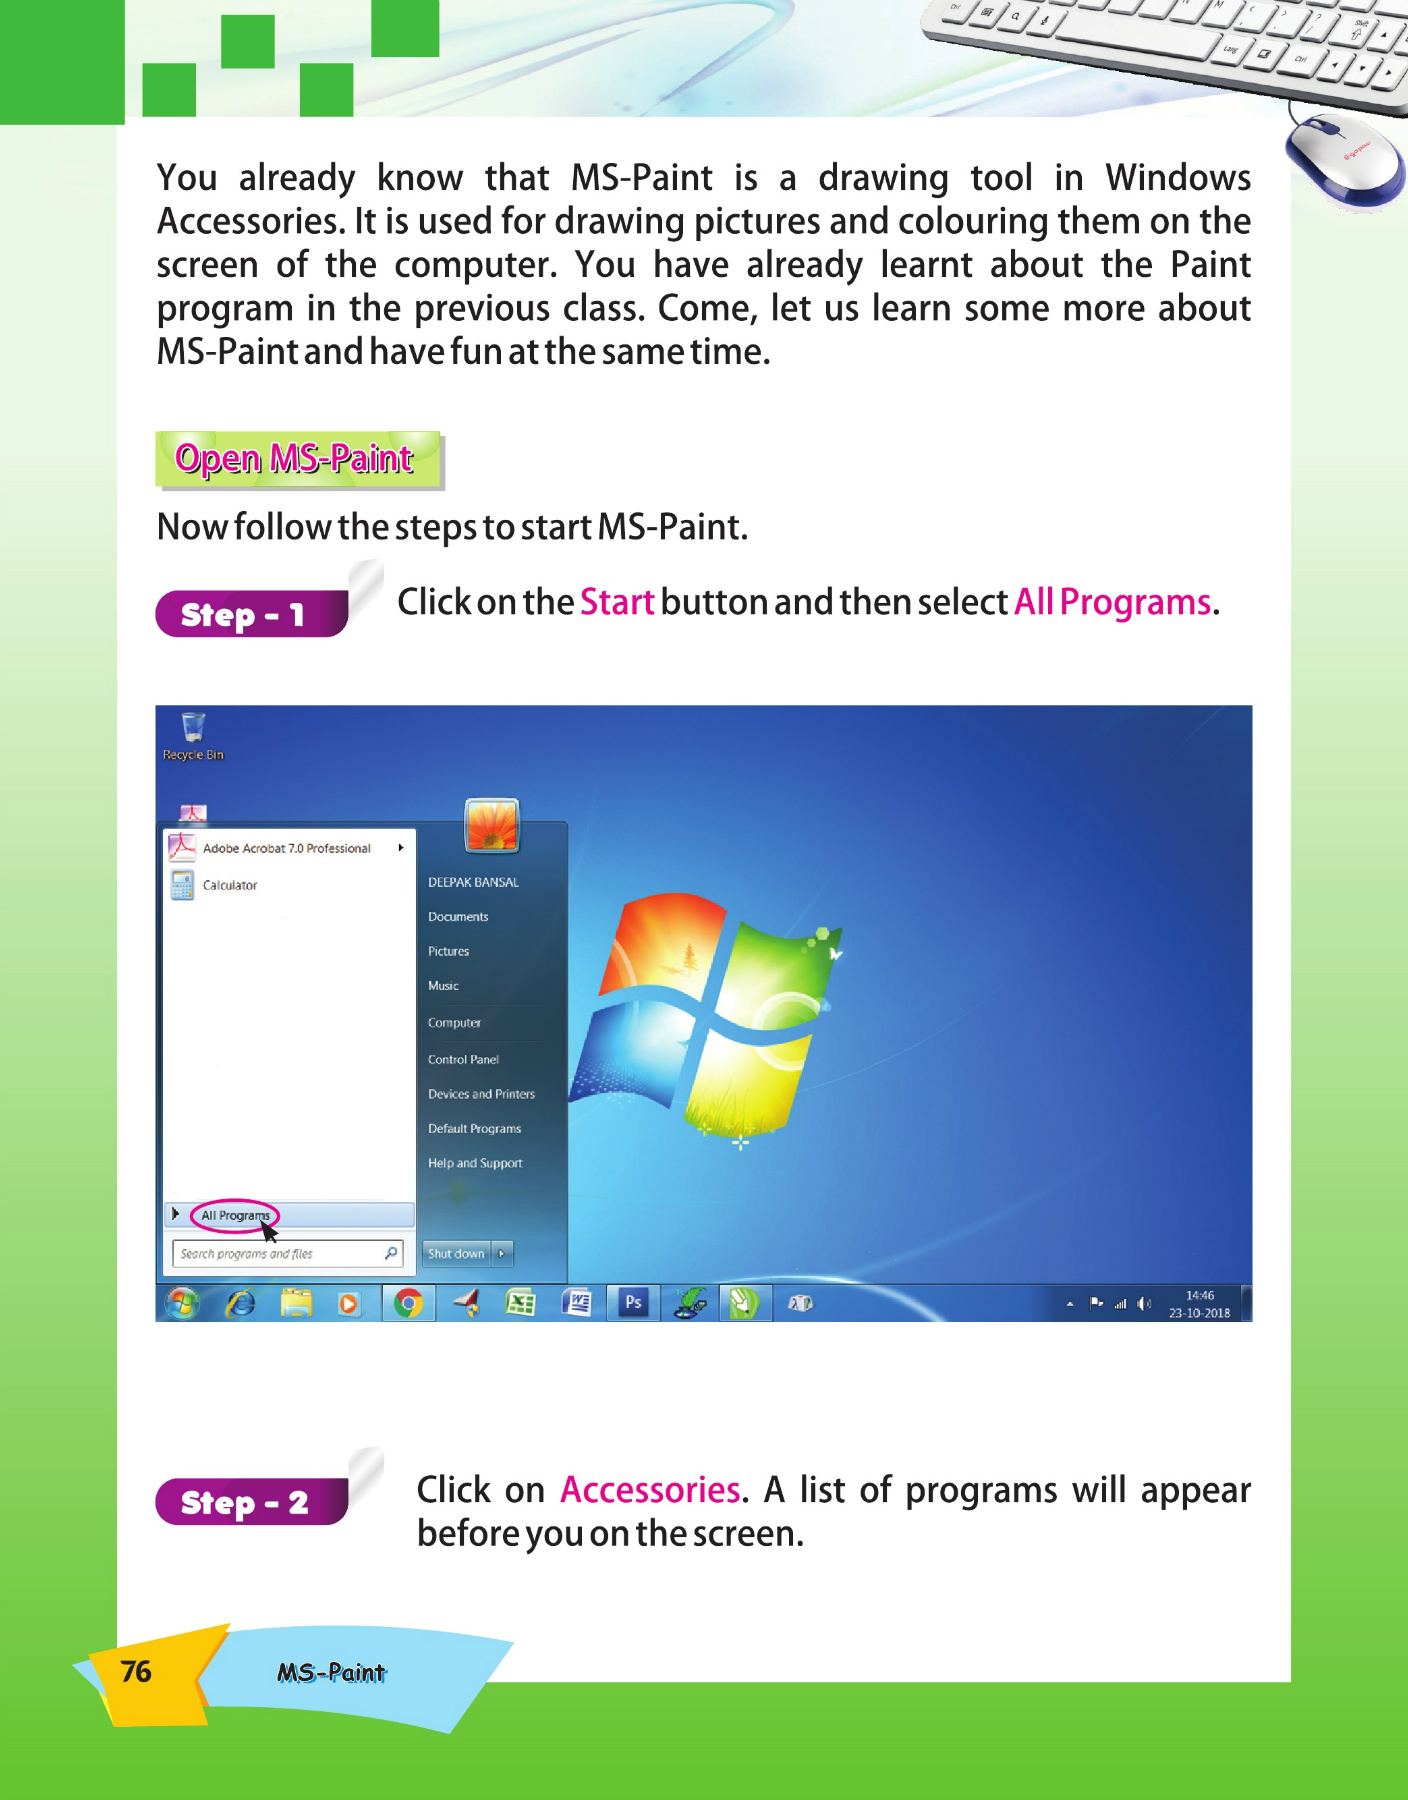 You already know that MS-Paint is a drawing tool in Windows
Accessories. It is used for drawing pictures and colouring them on the
screen of the computer. You have already learnt about the Paint
program in the previous class. Come, let us learn some more about
MS-Paint and have fun at the same time.
Open MS-Paint
Now follow the steps to start MS-Paint.
Step - 1
Click on the Start button and then select All Programs.
Recycle Bin
Adobe Acrobat 7.0 Professional
Calculator
DEEPAK BANSAL
Documents
Pictures
Music
Computer
Control Panel
Devices and Printers
Default Programs
Help and Support
All Programs
Search programs and files
Shut down
Ps
14:46
23-10-2018
Step - 2
Click on Accessories. A list of programs will appear
before you on the screen.
76
MS-Paint